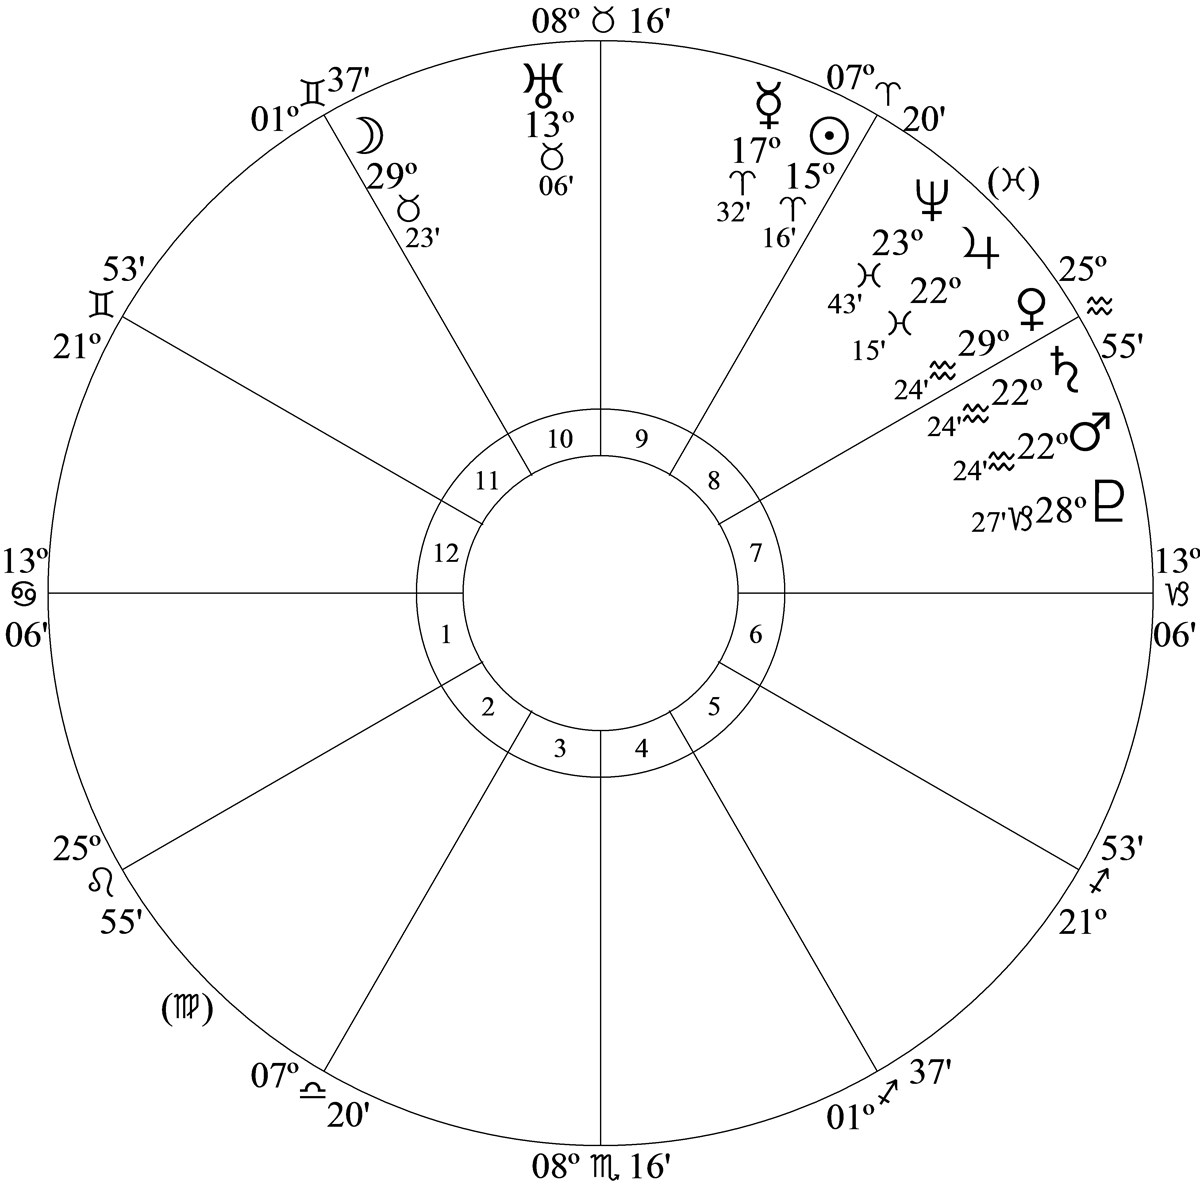 08º ♉ 16'
01º ♊ 37'
07º ♈ 20'
(♓)
25º ♒ 55'
13º ♑ 06'
21º ♐ 53'
01º ♐ 37'
08º ♏ 16'
07º ♎ 20'
(♍)
25º ♌ 55'
13º ♋ 06'
21º ♊ 53'
☽ 29º ♉ 23'
♅ 13º ♉ 06'
☿ 17º ♈ 32'
☉ 15º ♈ 16'
♆ 23º ♓ 43'
♃ 22º ♓ 15'
♀ 29º ♒ 24'
♄ 22º ♒ 24'
♂ 22º ♒ 24'
♇ 28º ♑ 27'
10
9
11
8
12
7
1
6
2
5
3
4